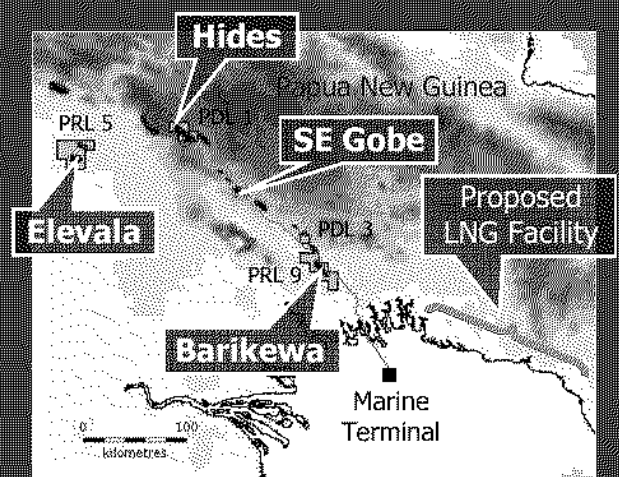 Hides
Papua New Guinea
PDL 1
PRL 5
SE Gobe
Proposed
LNG Facility
Elevala
PDL 3
PRL 9
Barikewa
Marine
Terminal
0 100
kilometres